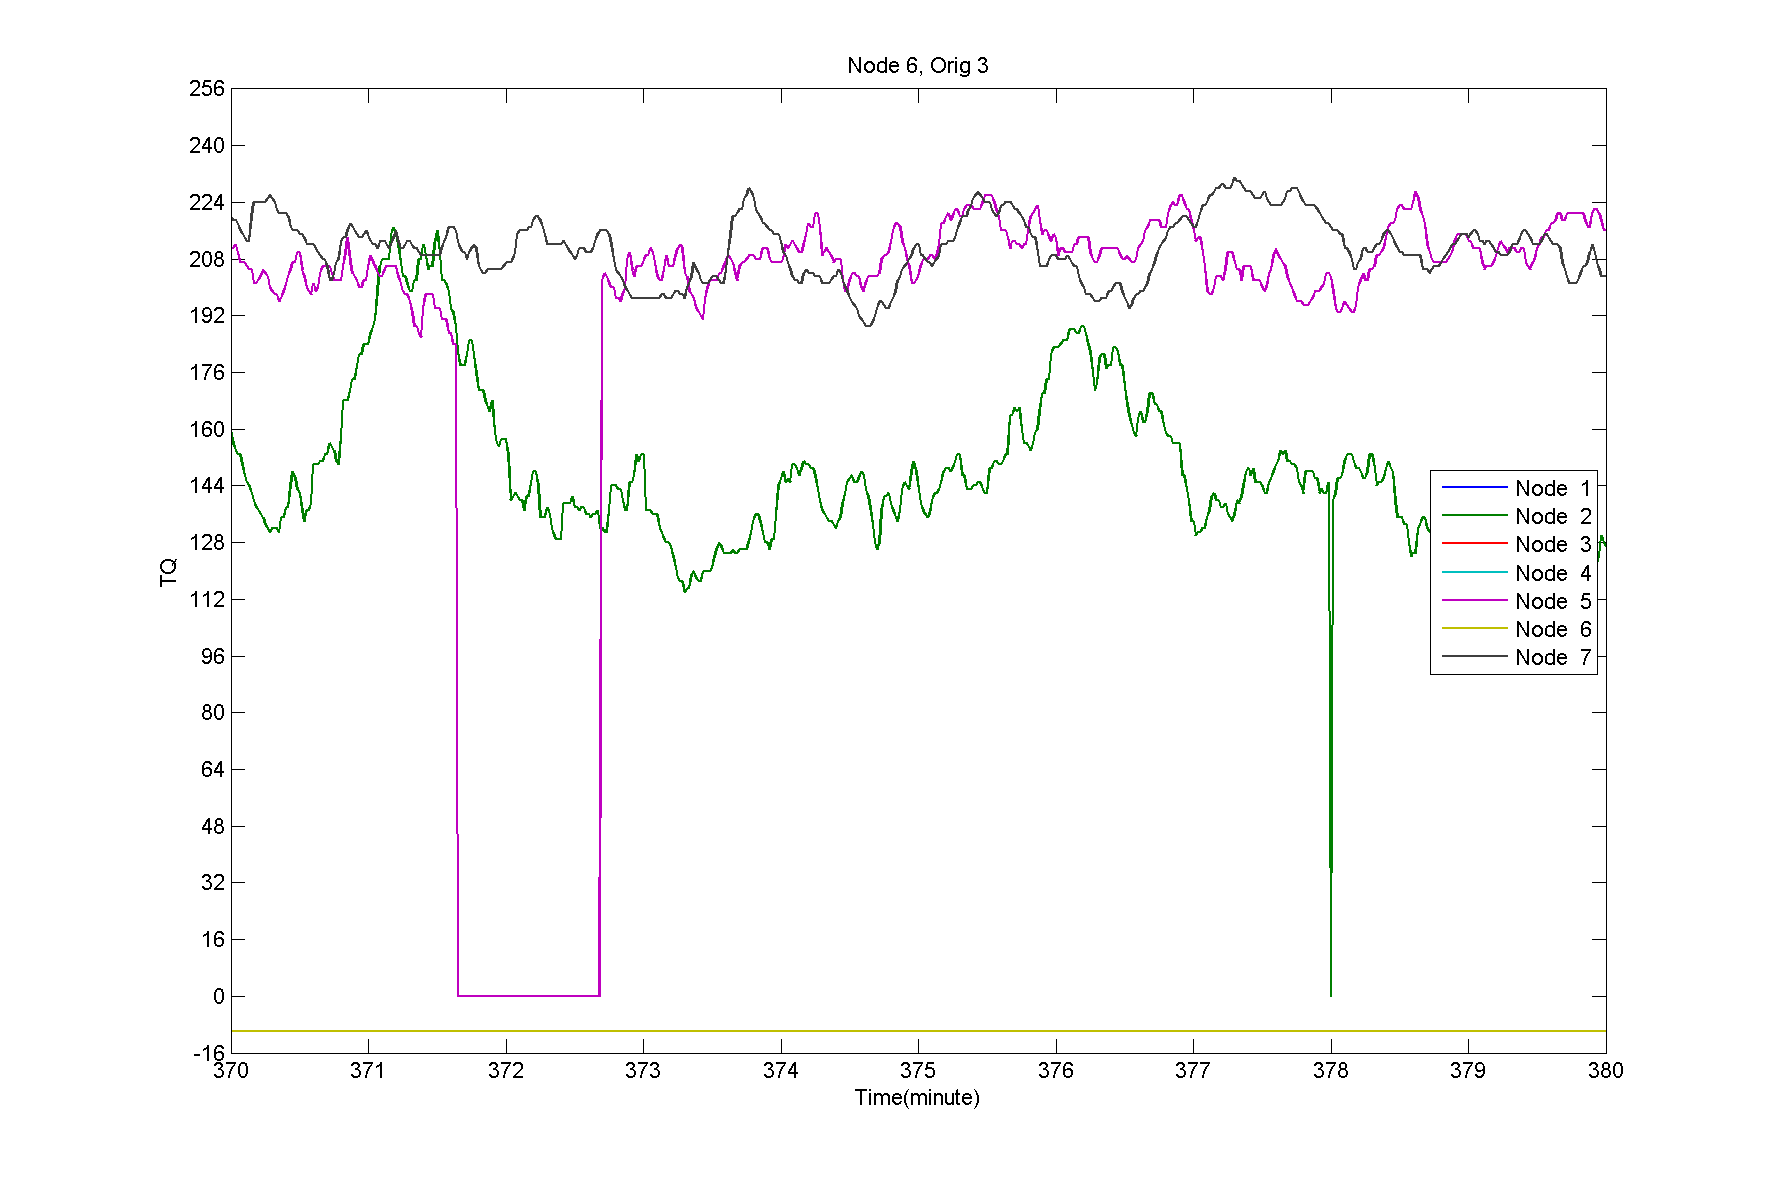 Node 6, Orig 3
256
240
224
208
192
176
160
144
128
112
96
80
64
48
32
16
0
-16
TQ
Node 1
Node 2
Node 3
Node 4
Node 5
Node 6
Node 7
370 371 372 373 374 375 376 377 378 379 380
Time(minute)